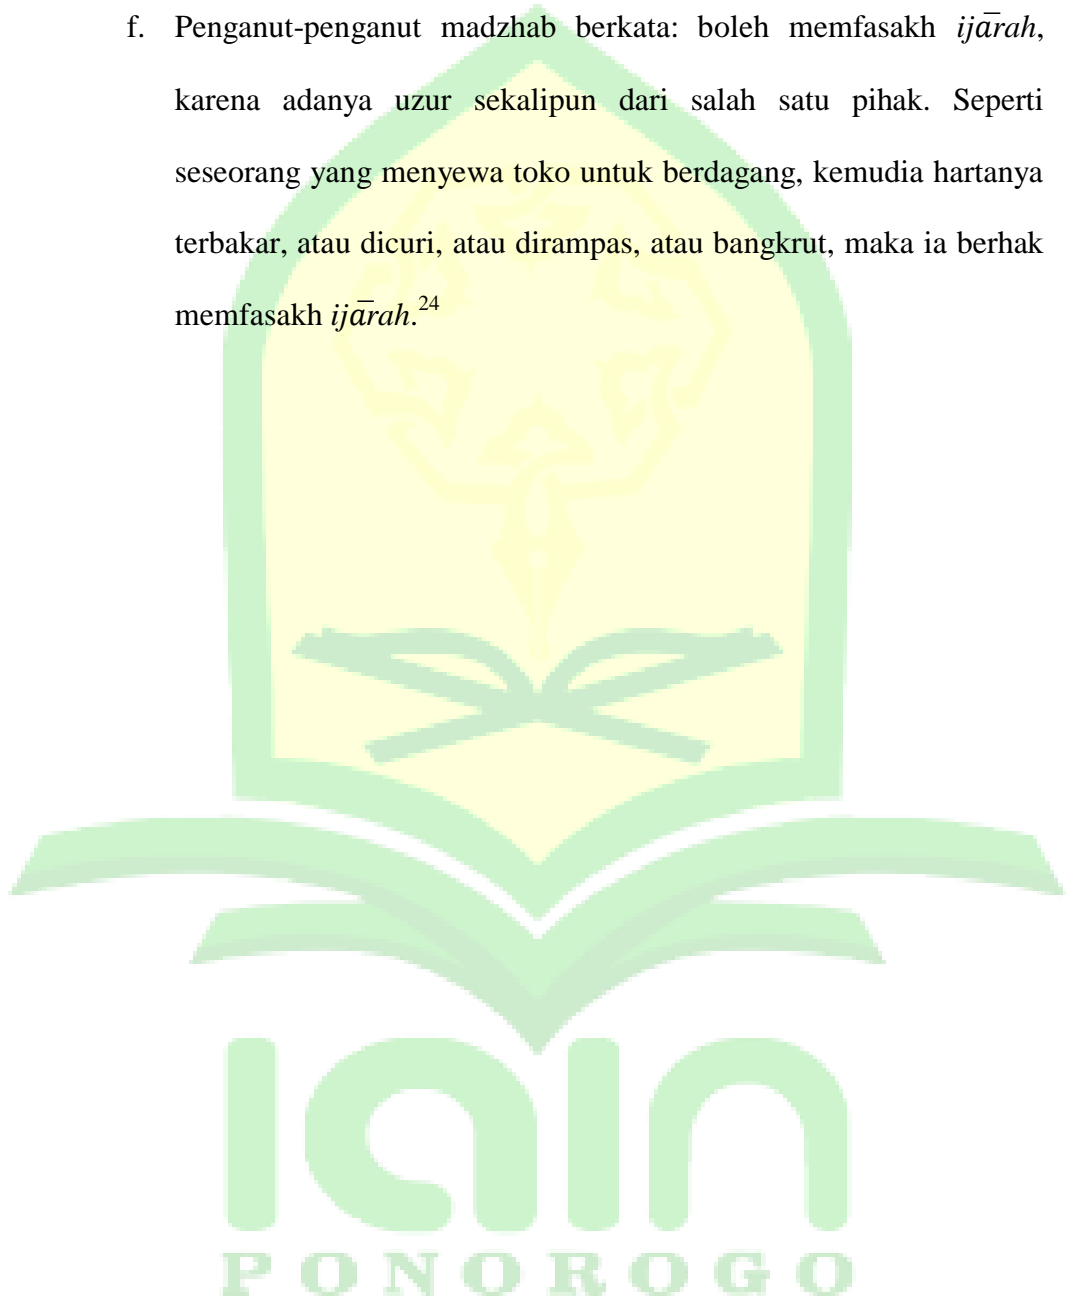 f. Penganut-penganut madzhab berkata: boleh memfasakh ijārah,
karena adanya uzur sekalipun dari salah satu pihak. Seperti
seseorang yang menyewa toko untuk berdagang, kemudia hartanya
terbakar, atau dicuri, atau dirampas, atau bangkrut, maka ia berhak
memfasakh ijārah.²⁴
iain
PONOROGO